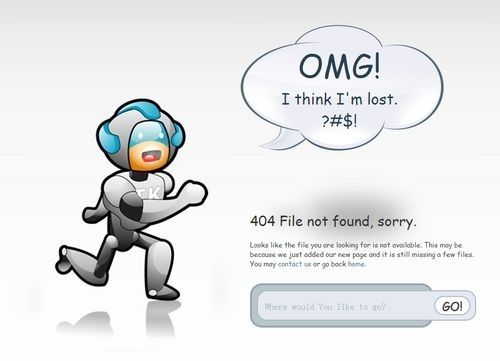 OMG!
I think I'm lost.
?#$!
CK
404 File not found, sorry.
Looks like the file you are looking for is not available. This may be
because we just added our new page and it is still missing a few files.
You may contact us or go back home.
Where would You like to go?
GO!